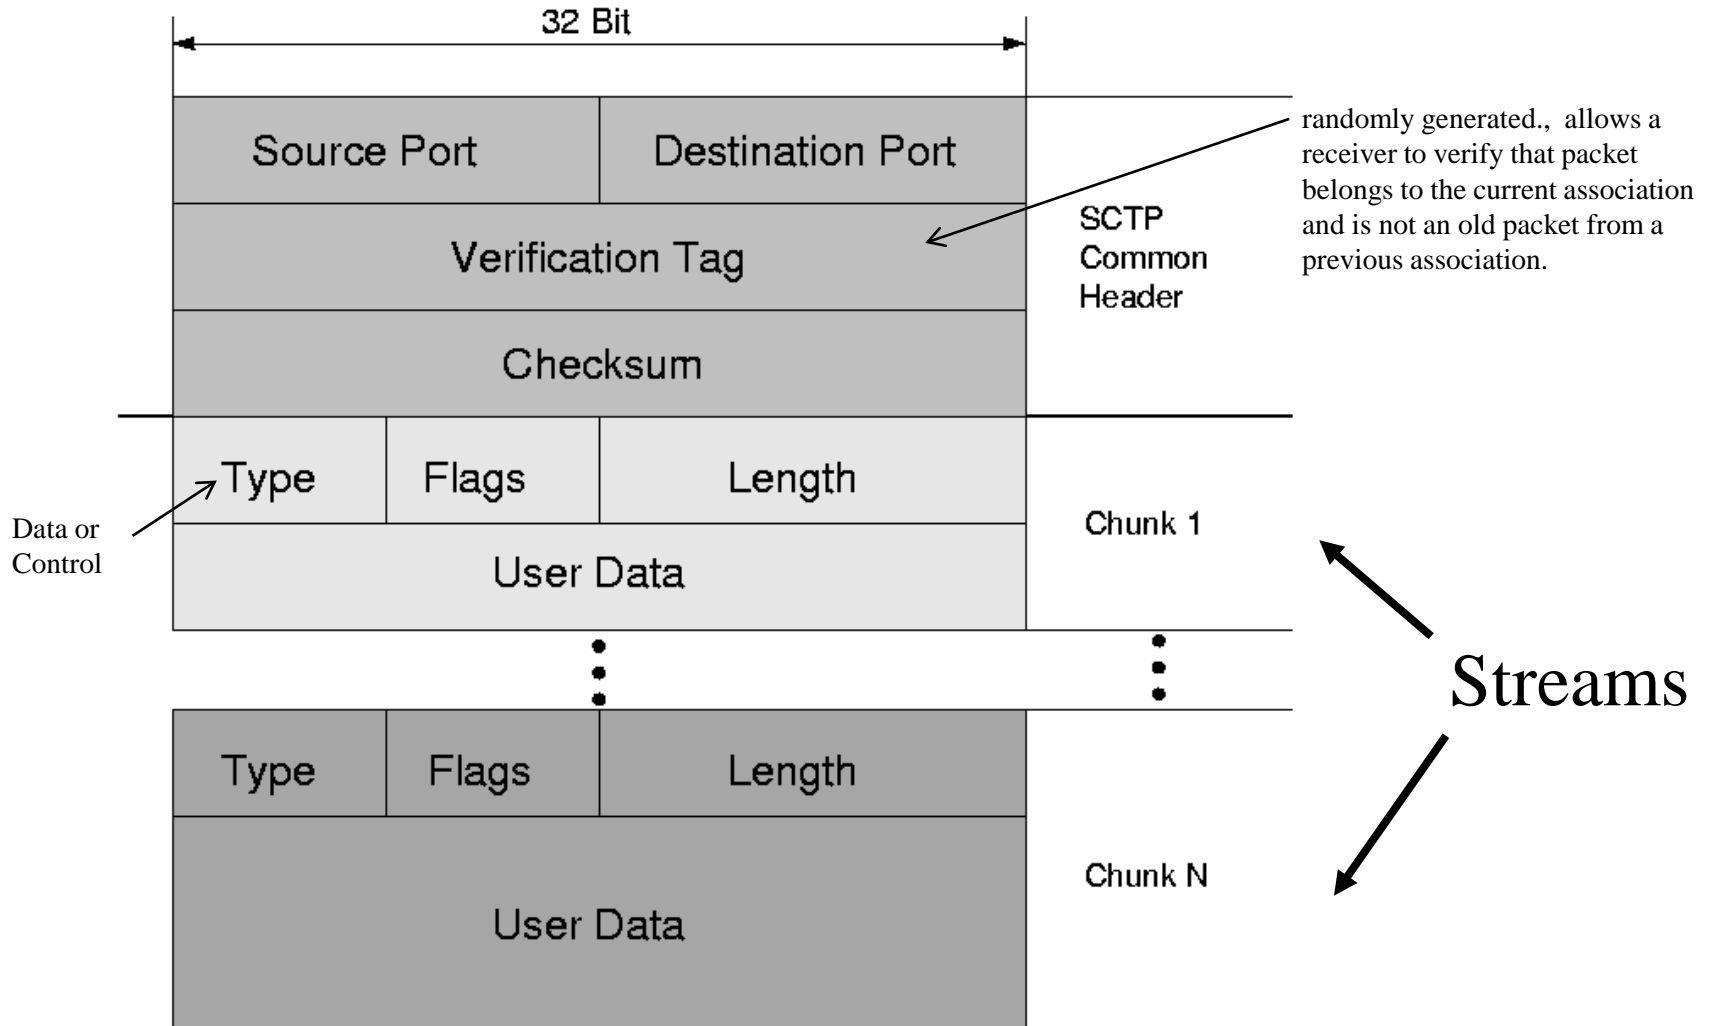 32 Bit
Source Port
Destination Port
randomly generated., allows a
receiver to verify that packet
belongs to the current association
and is not an old packet from a
previous association.
Verification Tag
SCTP
Common
Header
Checksum
Type
Flags
Length
Data or
Control
Chunk 1
User Data
Streams
Type
Flags
Length
Chunk N
User Data